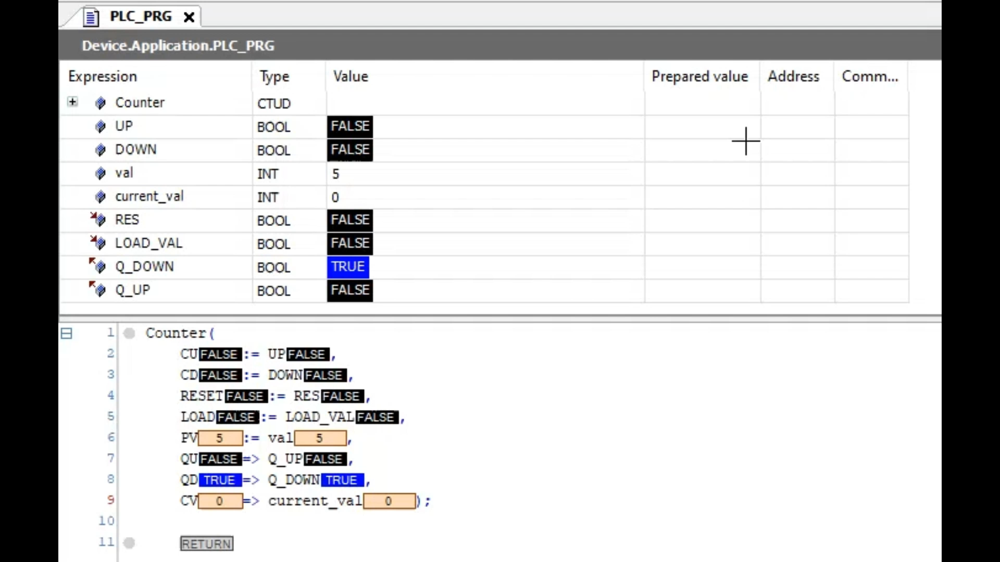 PLC_PRG
Device.Application.PLC_PRG
Expression Type Value Prepared value Address Comm...
Counter CTUD
UP BOOL FALSE
DOWN BOOL FALSE
val INT 5
current_val INT 0
RES BOOL FALSE
LOAD_VAL BOOL FALSE
Q_DOWN BOOL TRUE
Q_UP BOOL FALSE
1 Counter(
2 CU FALSE := UP FALSE ,
3 CD FALSE := DOWN FALSE ,
4 RESET FALSE := RES FALSE ,
5 LOAD FALSE := LOAD_VAL FALSE ,
6 PV 5 := val 5 ,
7 QU FALSE => Q_UP FALSE ,
8 QD TRUE => Q_DOWN TRUE ,
9 CV 0 => current_val 0 );
10
11 RETURN